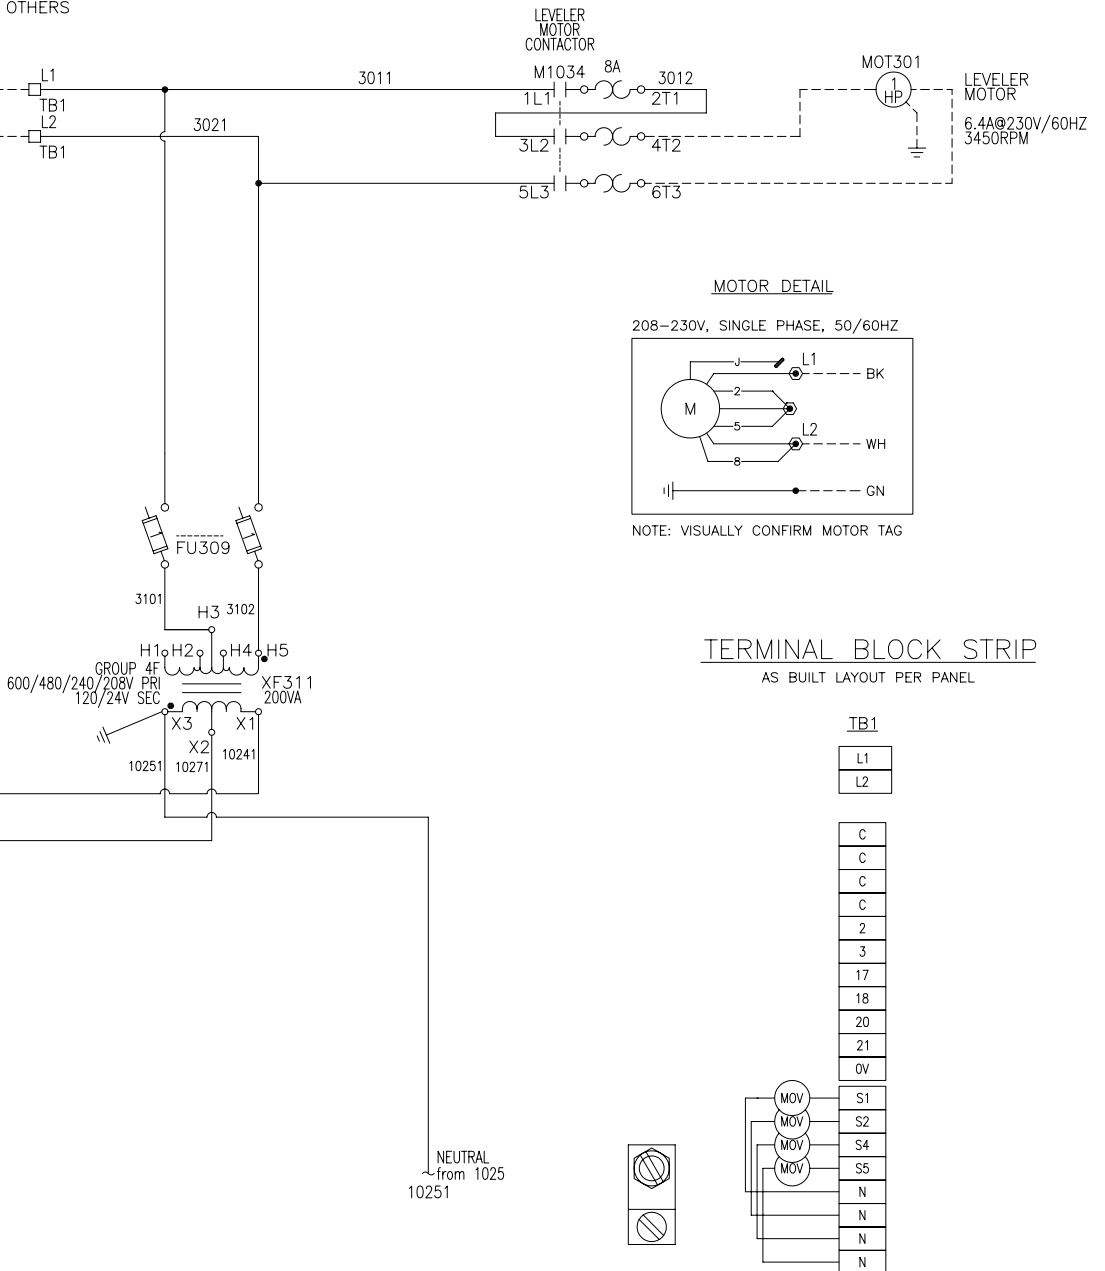 OTHERS
LEVELER
MOTOR
CONTACTOR
L1
TB1
L2
TB1
3011
3021
M1034
8A
3012
1L1
2T1
3L2
4T2
5L3
6T3
MOT301
1
HP
LEVELER
MOTOR
6.4A@230V/60HZ
3450RPM
MOTOR DETAIL
208-230V, SINGLE PHASE, 50/60HZ
J
L1
BK
2
M
5
L2
WH
8
GN
NOTE: VISUALLY CONFIRM MOTOR TAG
FU309
3101
H3
3102
H1
H2
H4
H5
GROUP 4F
600/480/240/208V PRI
120/24V SEC
XF311
200VA
X3
X1
X2
10251
10271
10241
NEUTRAL
from 1025
10251
TERMINAL BLOCK STRIP
AS BUILT LAYOUT PER PANEL
TB1
L1
L2
C
C
C
C
2
3
17
18
20
21
0V
MOV S1
MOV S2
MOV S4
MOV S5
N
N
N
N